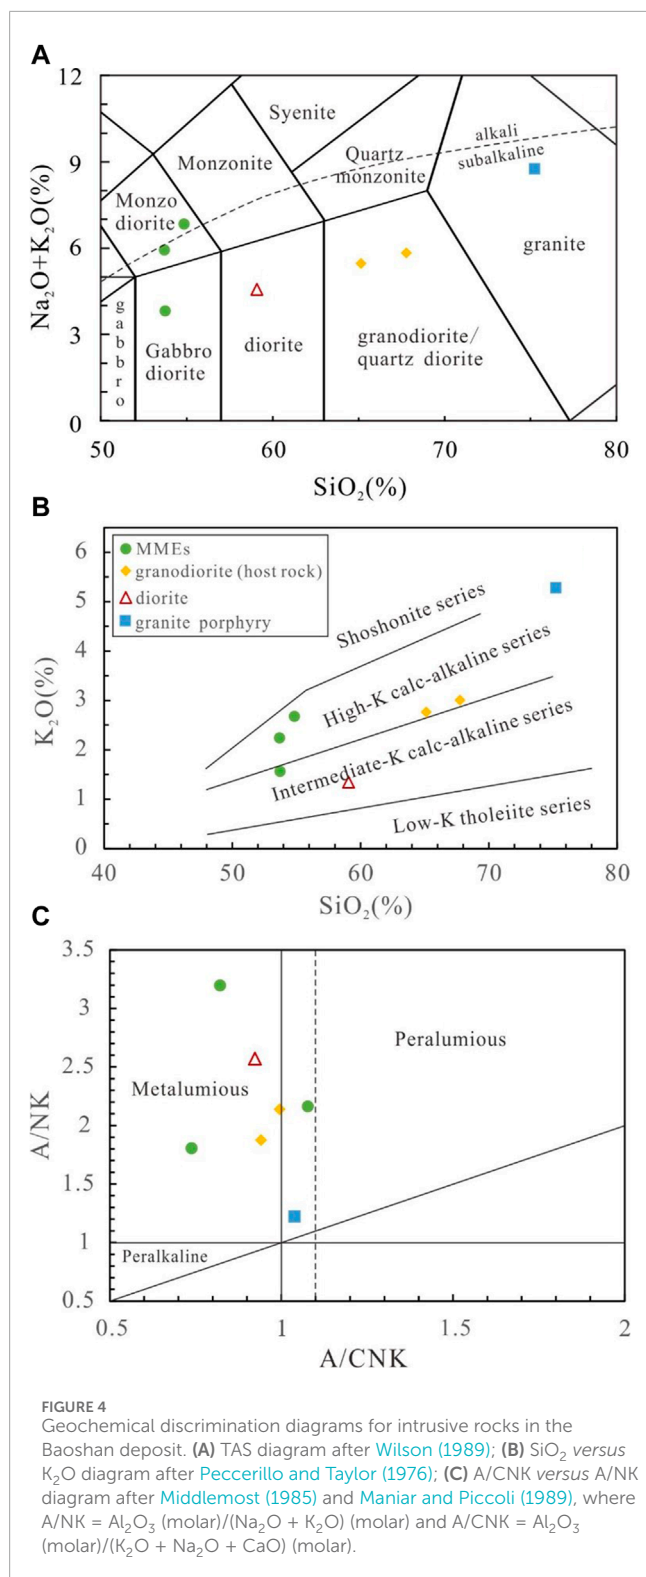 A
12
9
6
3
0
Na₂O+K₂O(%)
Syenite
alkali
subalkaline
Monzonite
Quartz
monzonite
Monzo
diorite
granite
gabbro
Gabbro
diorite
diorite
granodiorite/
quartz diorite
50
60
70
80
SiO₂(%)
B
6
5
4
3
2
1
0
K₂O(%)
MMEs
granodiorite (host rock)
diorite
granite porphyry
Shoshonite series
High-K calc-alkaline series
Intermediate-K calc-alkaline series
Low-K tholeiite series
40
50
60
70
80
SiO₂(%)
C
3.5
3
2.5
2
1.5
1
0.5
A/NK
Peralumious
Metalumious
Peralkaline
0.5
1
1.5
2
A/CNK
FIGURE 4
Geochemical discrimination diagrams for intrusive rocks in the
Baoshan deposit. (A) TAS diagram after Wilson (1989); (B) SiO₂ versus
K₂O diagram after Peccerillo and Taylor (1976); (C) A/CNK versus A/NK
diagram after Middlemost (1985) and Maniar and Piccoli (1989), where
A/NK = Al₂O₃ (molar)/(Na₂O + K₂O) (molar) and A/CNK = Al₂O₃
(molar)/(K₂O + Na₂O + CaO) (molar).